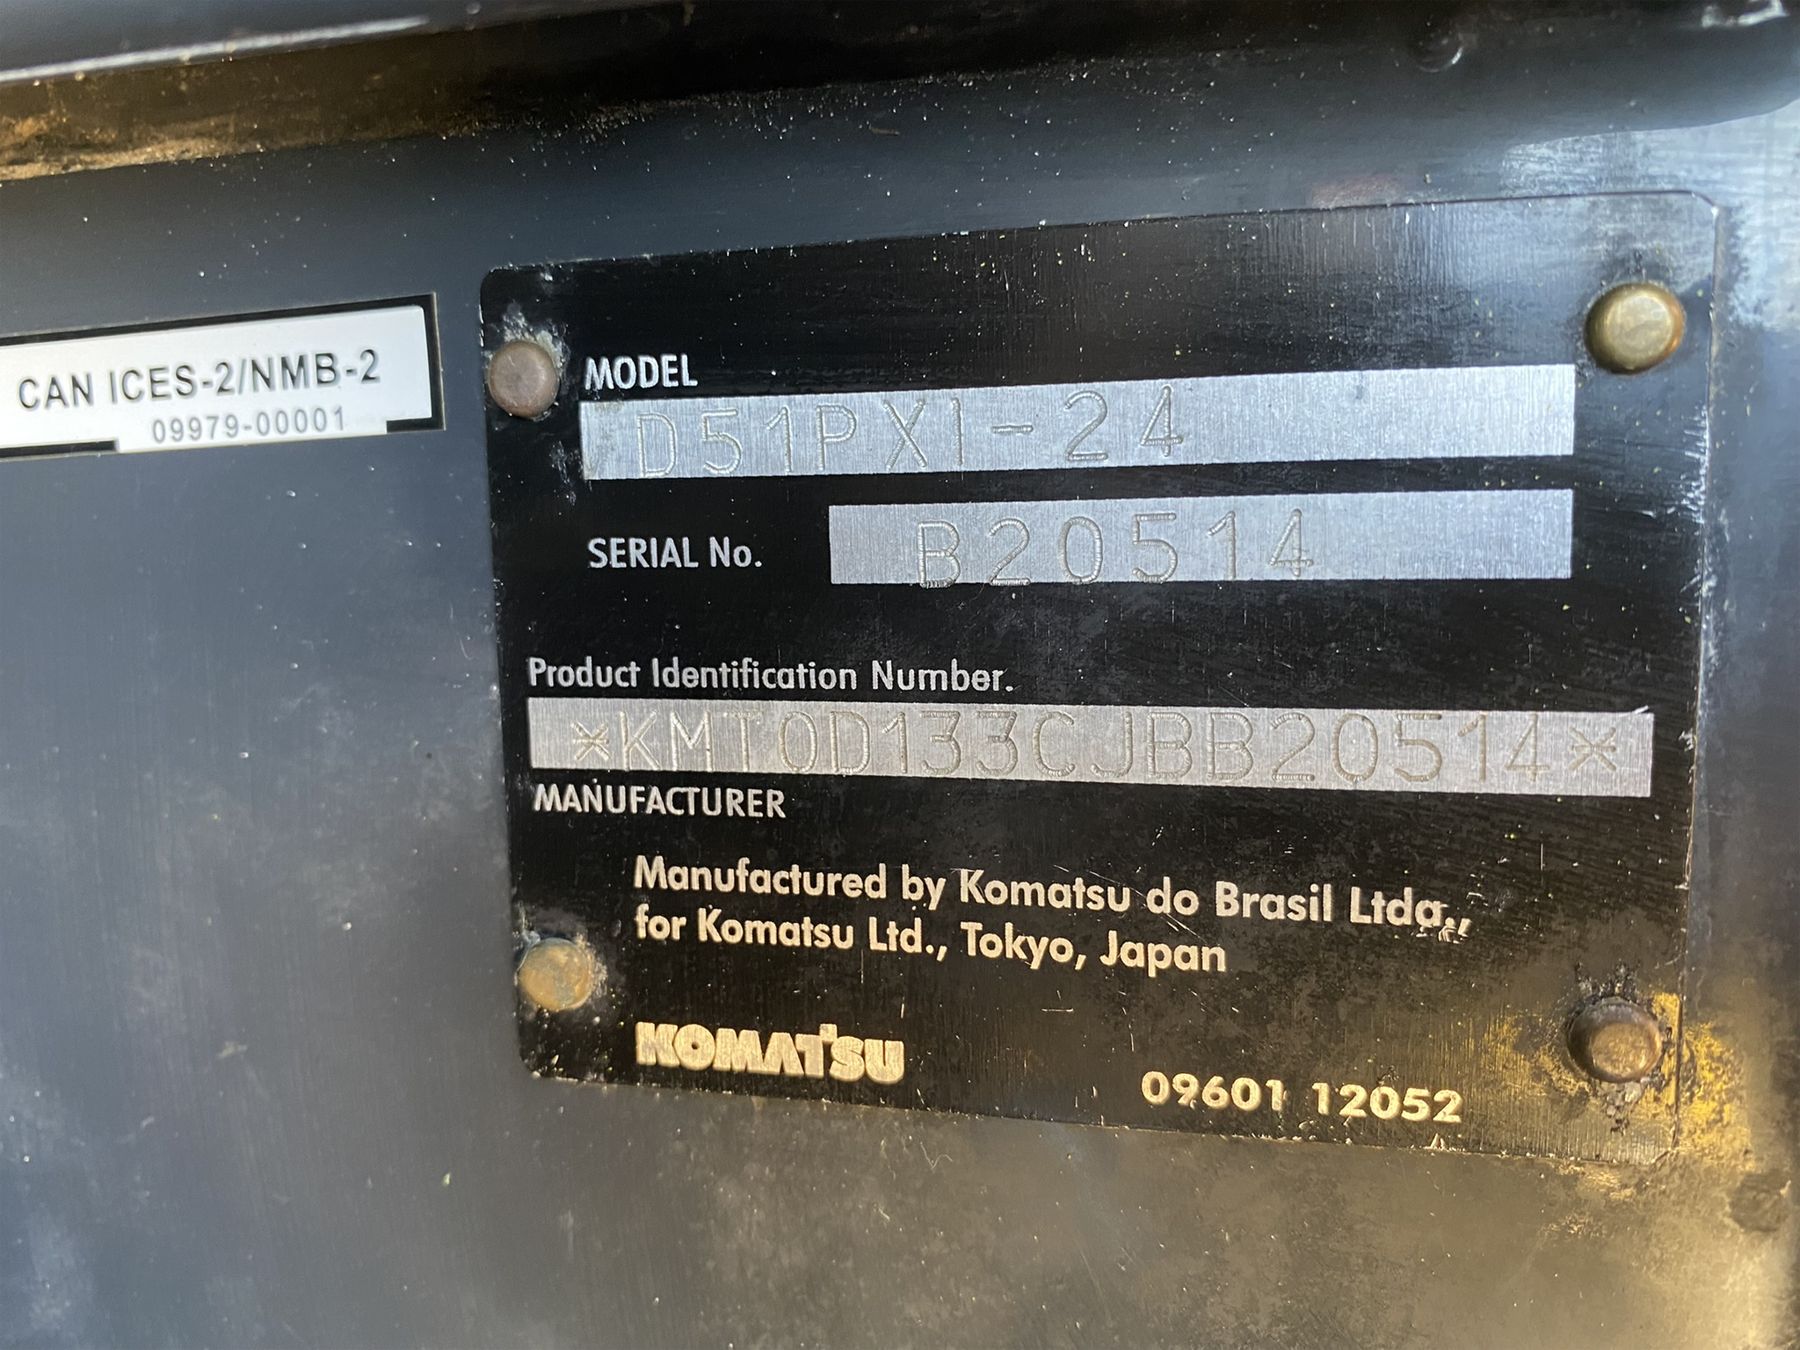 CAN ICES-2/NMB-2
09979-00001
MODEL
D51PXI-24
SERIAL No.
B20514
Product Identification Number.
*KMT0D133CJBB20514*
MANUFACTURER
Manufactured by Komatsu do Brasil Ltda.,
for Komatsu Ltd., Tokyo, Japan
KOMATSU
09601 12052